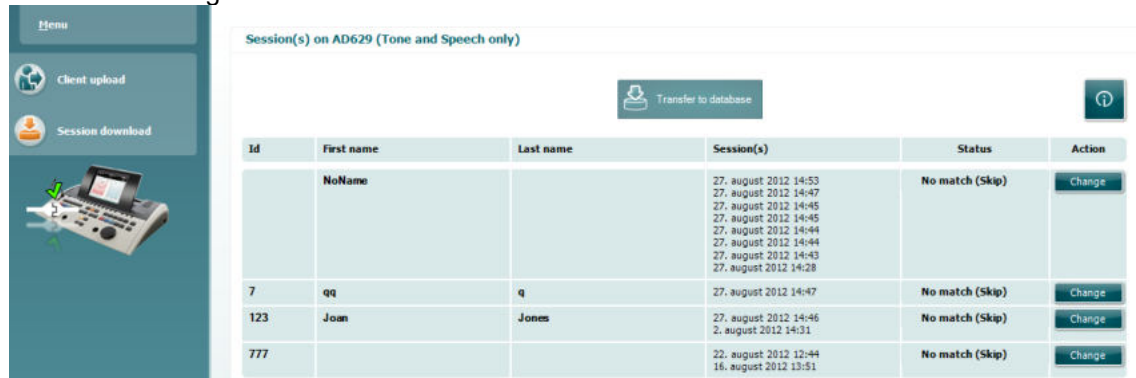 Menu
Client upload
Session download
Session(s) on AD629 (Tone and Speech only)
Transfer to database
Id First name Last name Session(s) Status Action
NoName 27. august 2012 14:53 No match (Skip) Change
27. august 2012 14:47
27. august 2012 14:45
27. august 2012 14:45
27. august 2012 14:44
27. august 2012 14:44
27. august 2012 14:43
27. august 2012 14:28
7 qq q 27. august 2012 14:47 No match (Skip) Change
123 Joan Jones 27. august 2012 14:46 No match (Skip) Change
2. august 2012 14:31
777 22. august 2012 12:44 No match (Skip) Change
16. august 2012 13:51